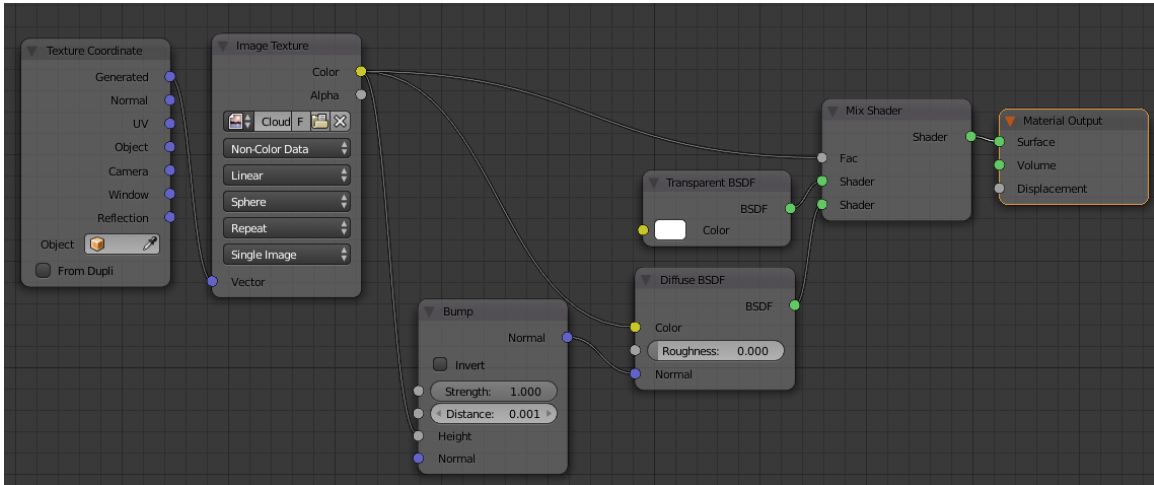 Texture Coordinate
Generated
Normal
UV
Object
Camera
Window
Reflection
Object
From Dupli
Image Texture
Color
Alpha
Cloud F
Non-Color Data
Linear
Sphere
Repeat
Single Image
Vector
Bump
Normal
Invert
Strength: 1.000
Distance: 0.001
Height
Normal
Transparent BSDF
BSDF
Color
Diffuse BSDF
BSDF
Color
Roughness: 0.000
Normal
Mix Shader
Shader
Fac
Shader
Shader
Material Output
Surface
Volume
Displacement